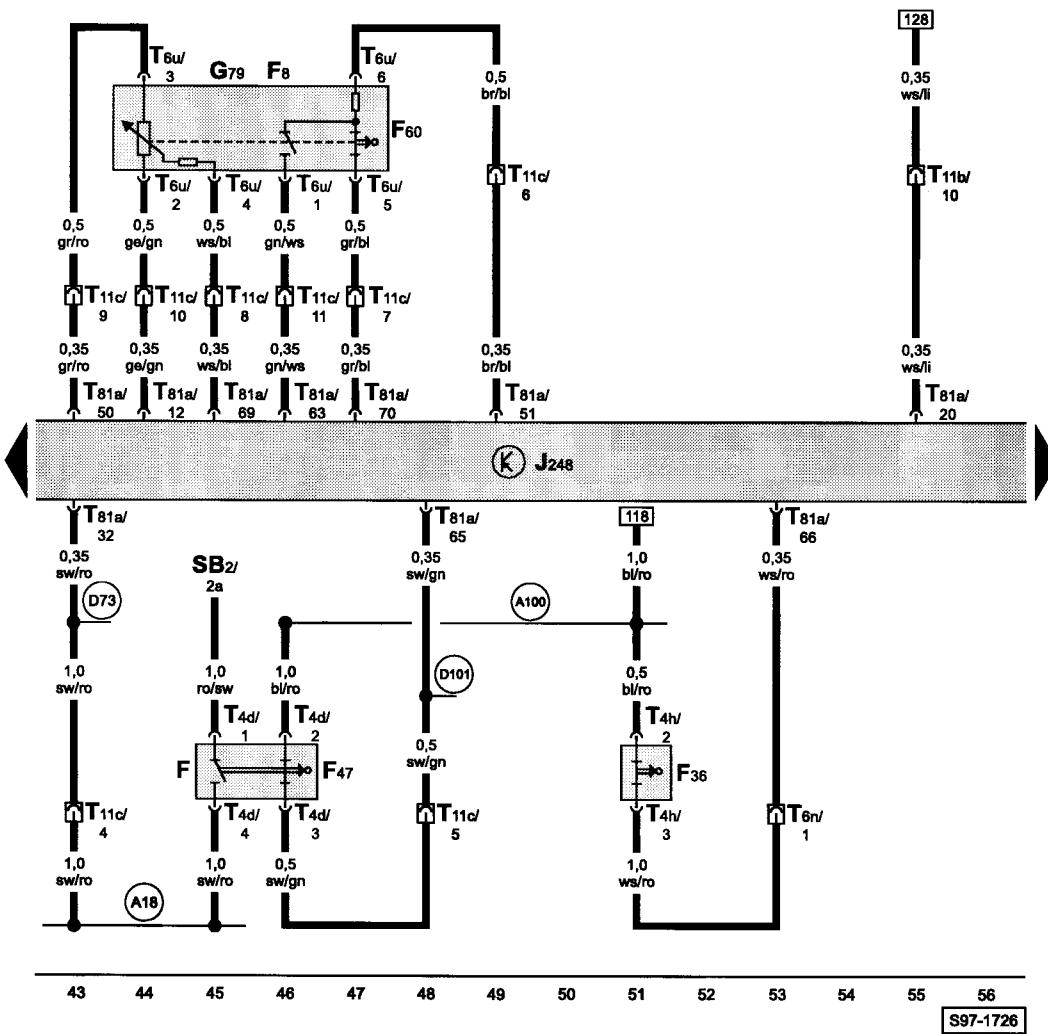 128
T6u/ 3
G79 F8
T6u/ 6
0,5 br/bl
0,35 ws/li
F60
T6u/ 2
T6u/ 4
T6u/ 1
T6u/ 5
T11c/ 6
T11b/ 10
0,5 gr/ro
0,5 ge/gn
0,5 ws/bl
0,5 gn/ws
0,5 gr/bl
T11c/ 9
T11c/ 10
T11c/ 8
T11c/ 11
T11c/ 7
0,35 gr/ro
0,35 ge/gn
0,35 ws/bl
0,35 gn/ws
0,35 gr/bl
0,35 br/bl
0,35 ws/li
T81a/ 50
T81a/ 12
T81a/ 69
T81a/ 63
T81a/ 70
T81a/ 51
T81a/ 20
J248
T81a/ 32
T81a/ 65
118
T81a/ 66
0,35 sw/ro
SB2/ 2a
0,35 sw/gn
1,0 bl/ro
0,35 ws/ro
D73
A100
1,0 sw/ro
1,0 ro/sw
1,0 bl/ro
D101
0,5 bl/ro
T4d/ 1
T4d/ 2
0,5 sw/gn
T4h/ 2
F
F47
F36
T11c/ 4
T4d/ 4
T4d/ 3
T11c/ 5
T4h/ 3
T6n/ 1
1,0 sw/ro
1,0 sw/ro
0,5 sw/gn
1,0 ws/ro
A18
43 44 45 46 47 48 49 50 51 52 53 54 55 56
S97-1726